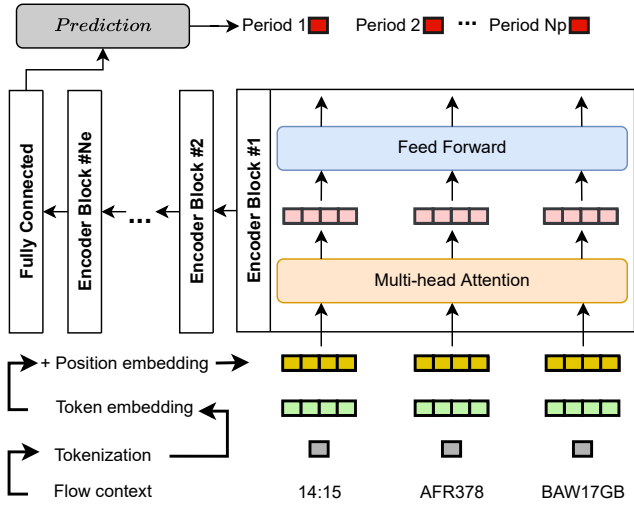 Prediction
Period 1
Period 2
...
Period Np
Fully Connected
Encoder Block #Ne
...
Encoder Block #2
Encoder Block #1
Feed Forward
Multi-head Attention
+ Position embedding
Token embedding
Tokenization
Flow context
14:15
AFR378
BAW17GB